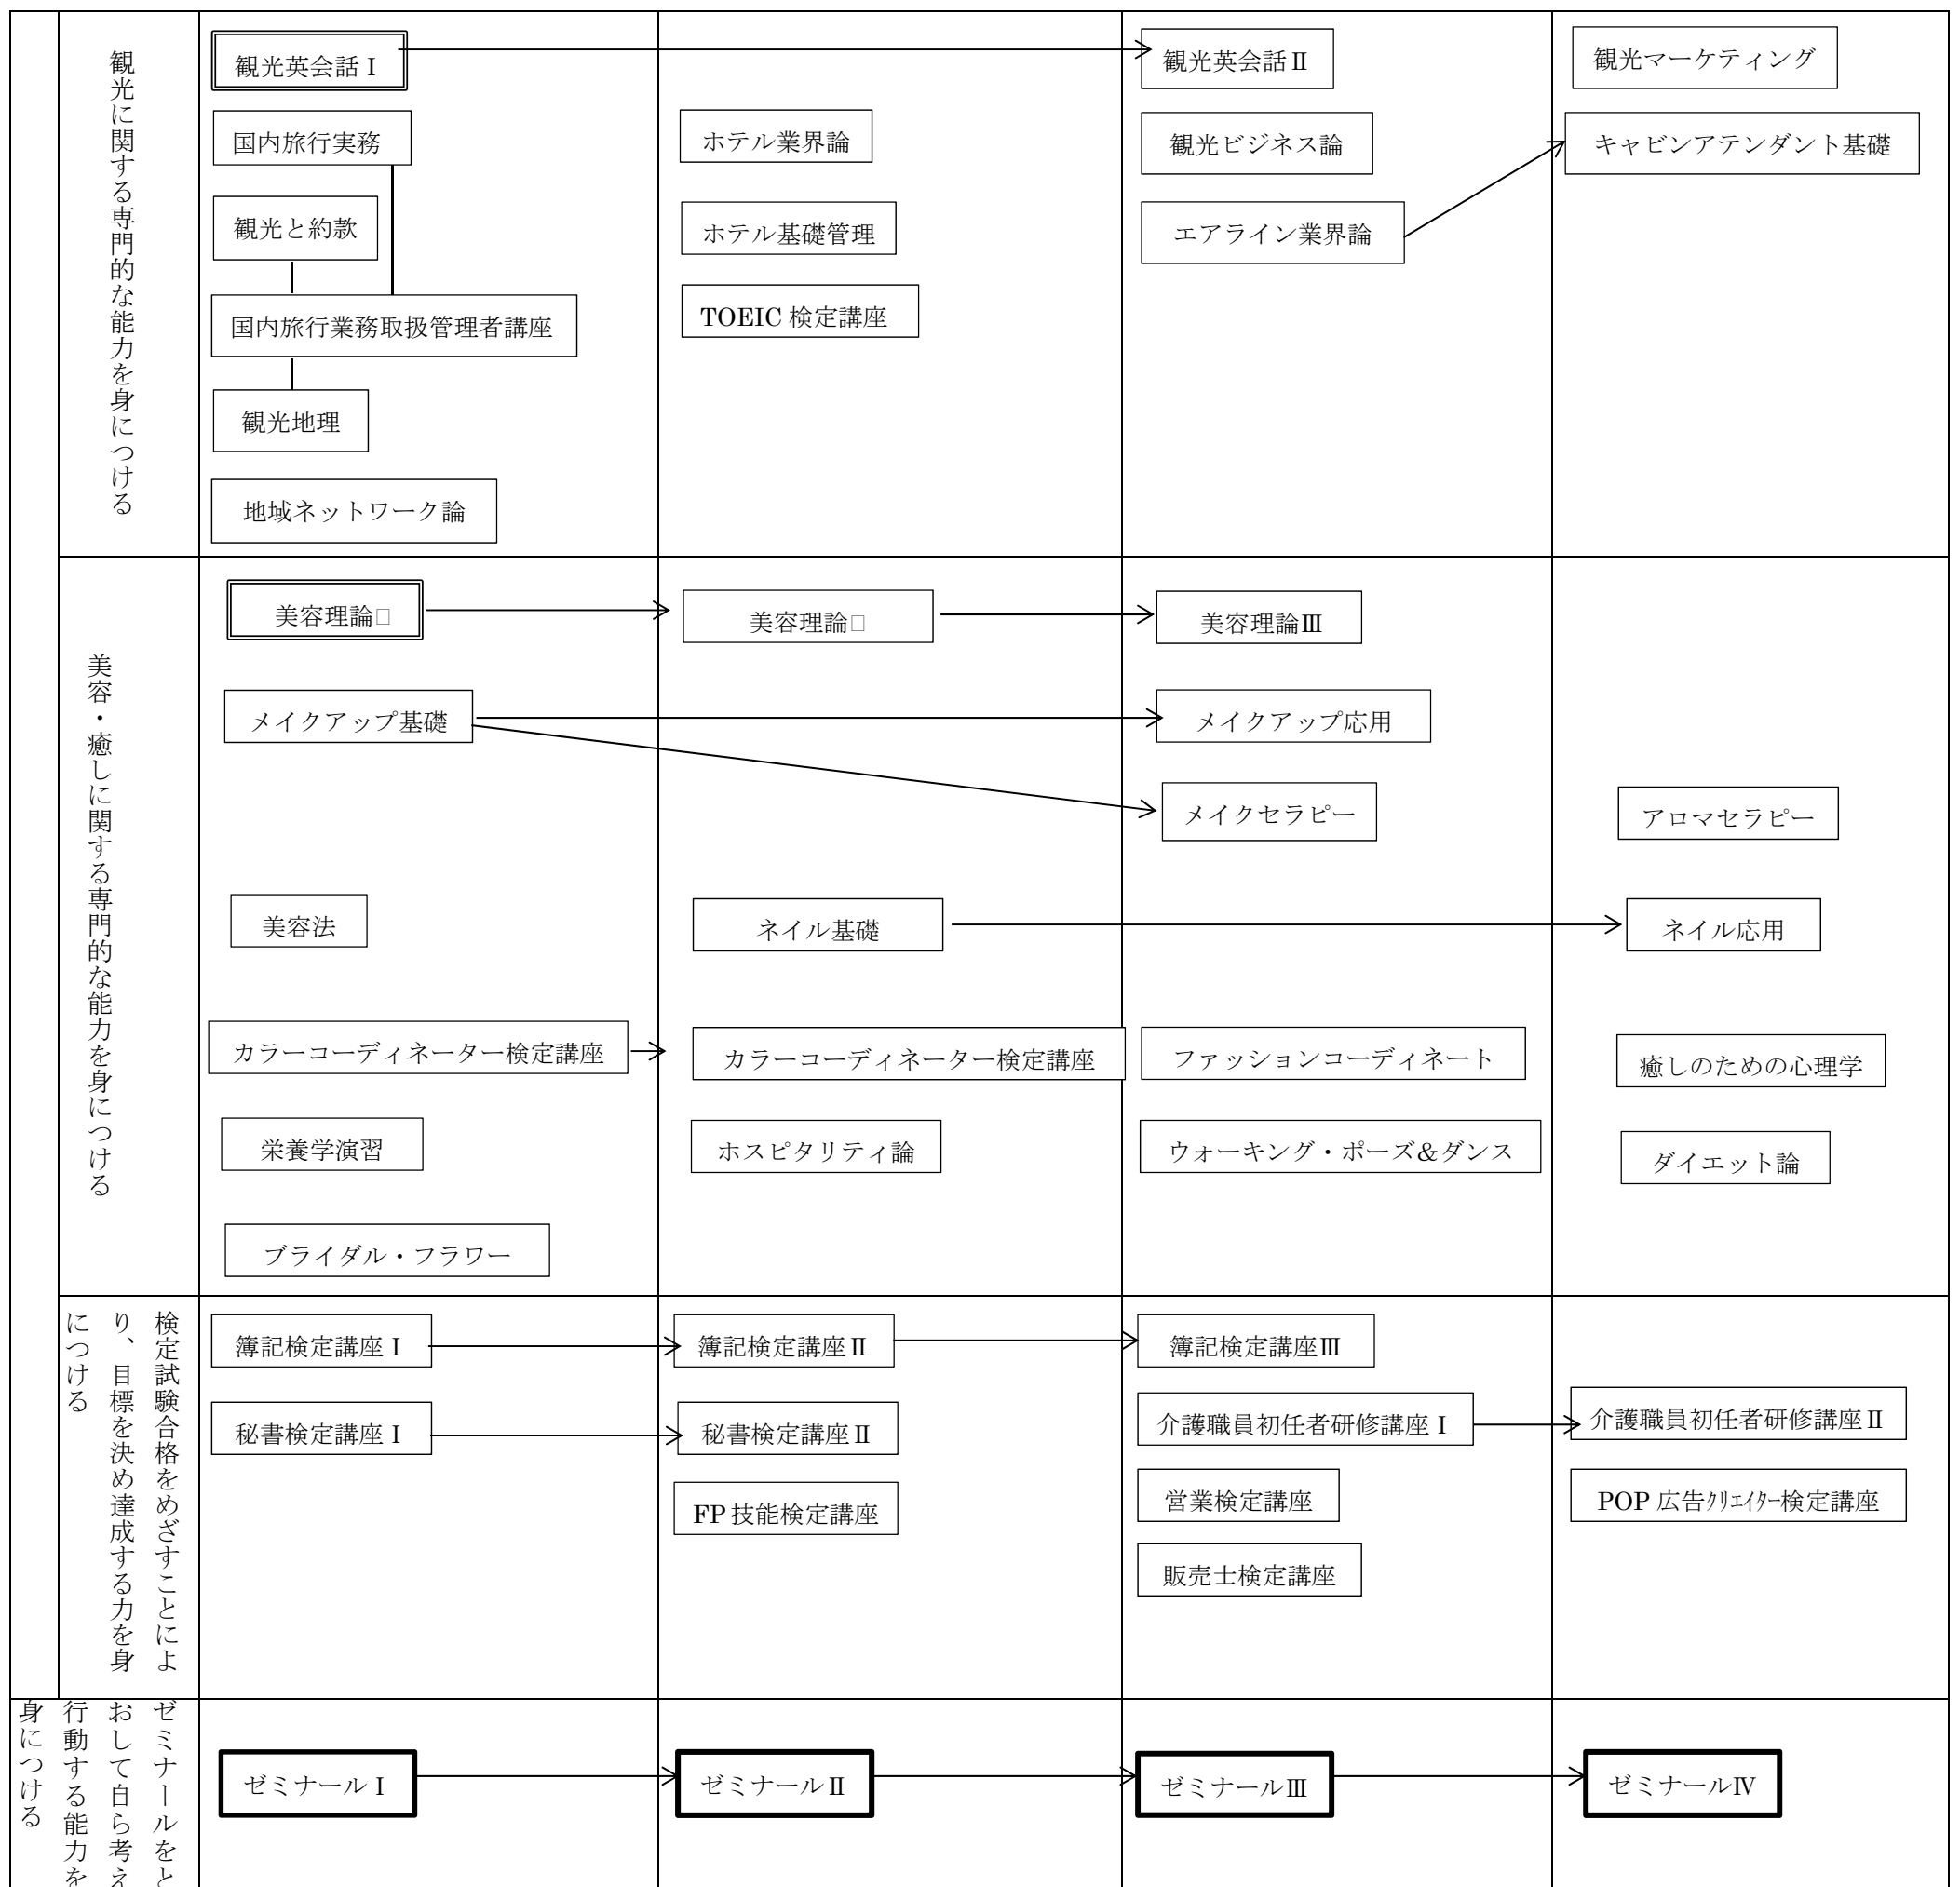 観光に関する専門的な能力を身につける
観光英会話Ⅰ
観光英会話Ⅱ
観光マーケティング
国内旅行実務
ホテル業界論
観光ビジネス論
キャビンアテンダント基礎
観光と約款
ホテル基礎管理
エアライン業界論
国内旅行業務取扱管理者講座
TOEIC 検定講座
観光地理
地域ネットワーク論
美容・癒しに関する専門的な能力を身につける
美容理論□
美容理論□
美容理論Ⅲ
メイクアップ基礎
メイクアップ応用
メイクセラピー
アロマセラピー
美容法
ネイル基礎
ネイル応用
カラーコーディネーター検定講座
カラーコーディネーター検定講座
ファッションコーディネート
癒しのための心理学
栄養学演習
ホスピタリティ論
ウォーキング・ポーズ&ダンス
ダイエット論
ブライダル・フラワー
検定試験合格をめざすことによ
り、目標を決め達成する力を身
につける
簿記検定講座Ⅰ
簿記検定講座Ⅱ
簿記検定講座Ⅲ
秘書検定講座Ⅰ
秘書検定講座Ⅱ
介護職員初任者研修講座Ⅰ
介護職員初任者研修講座Ⅱ
FP技能検定講座
営業検定講座
POP 広告ｸﾘｴｲﾀｰ検定講座
販売士検定講座
ゼミナールをと
おして自ら考え
行動する能力を
身につける
ゼミナールⅠ
ゼミナールⅡ
ゼミナールⅢ
ゼミナールⅣ